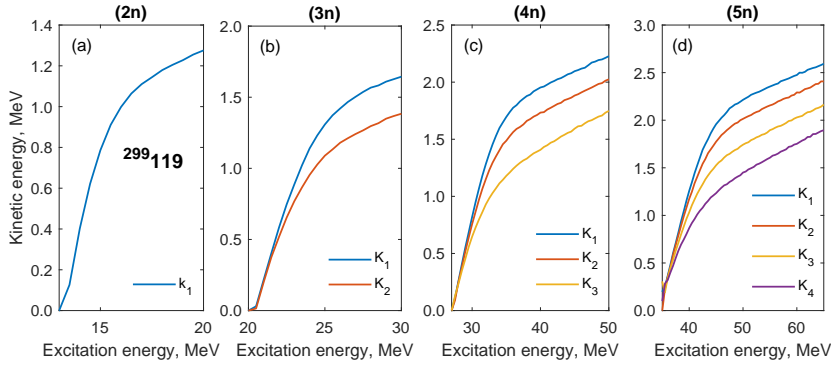 (2n) (3n) (4n) (5n)
(a) (b) (c) (d)
Kinetic energy, MeV
1.4
1.2
1.0
0.8
0.6
0.4
0.2
0.0
²⁹⁹119
k₁
15 20
Excitation energy, MeV
2.0
1.5
1.0
0.5
0.0
K₁
K₂
20 25 30
Excitation energy, MeV
2.5
2.0
1.5
1.0
0.5
0.0
K₁
K₂
K₃
30 40 50
Excitation energy, MeV
3.0
2.5
2.0
1.5
1.0
0.5
0.0
K₁
K₂
K₃
K₄
40 50 60
Excitation energy, MeV